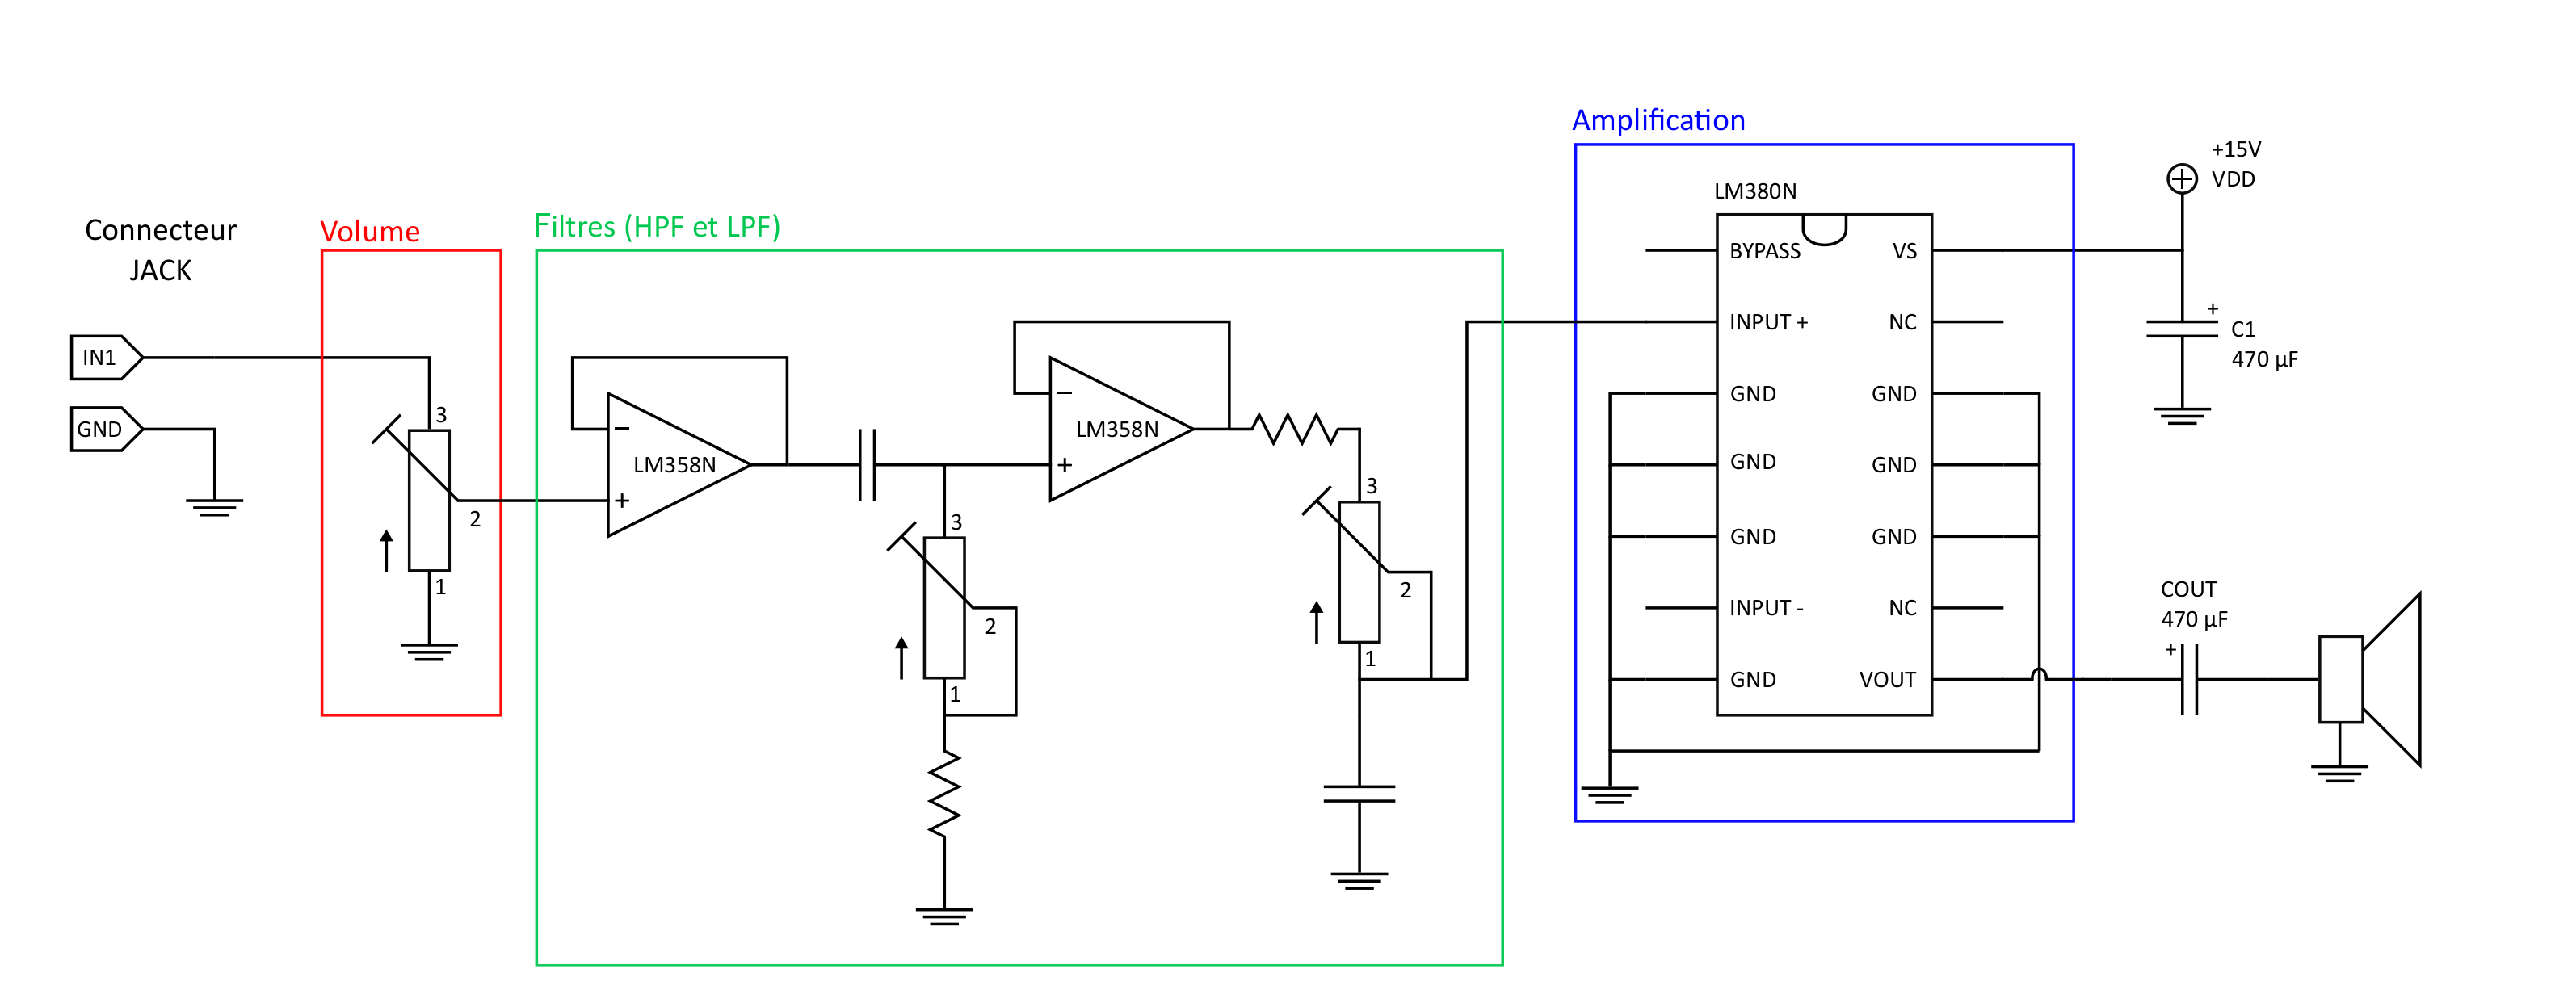 Connecteur
JACK
IN1
GND
Volume
3
2
1
Filtres (HPF et LPF)
−
LM358N
+
3
2
1
−
LM358N
+
3
2
1
Amplification
LM380N
BYPASS
INPUT +
GND
GND
GND
INPUT -
GND
VS
NC
GND
GND
GND
NC
VOUT
+15V
VDD
+
C1
470 µF
COUT
470 µF
+